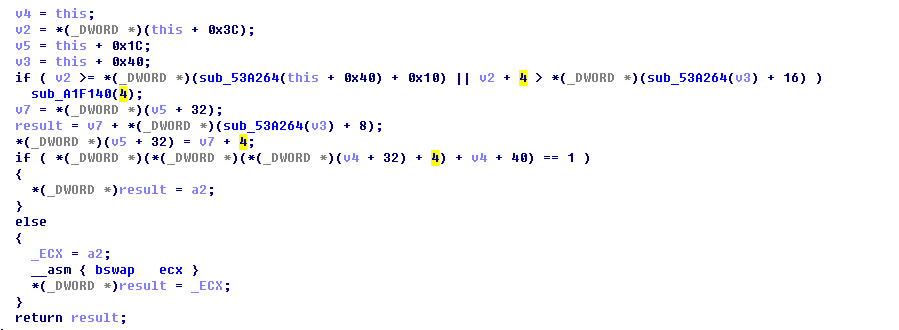 v4 = this;
v2 = *(_DWORD *)(this + 0x3C);
v5 = this + 0x1C;
v3 = this + 0x40;
if ( v2 >= *(_DWORD *)(sub_53A264(this + 0x40) + 0x10) || v2 + 4 > *(_DWORD *)(sub_53A264(v3) + 16) )
sub_A1F140(4);
v7 = *(_DWORD *)(v5 + 32);
result = v7 + *(_DWORD *)(sub_53A264(v3) + 8);
*(_DWORD *)(v5 + 32) = v7 + 4;
if ( *(_DWORD *)(*(_DWORD *)(*(_DWORD *)(v4 + 32) + 4) + v4 + 40) == 1 )
{
*(_DWORD *)result = a2;
}
else
{
_ECX = a2;
__asm { bswap   ecx }
*(_DWORD *)result = _ECX;
}
return result;